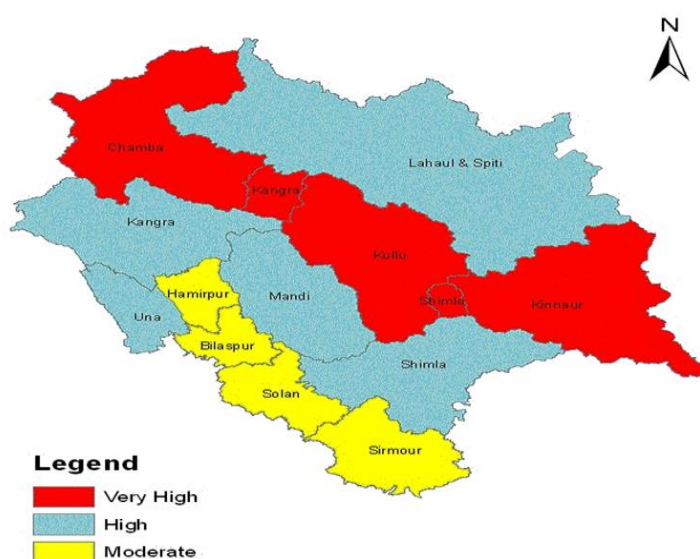 N
Chamba
Lahaul & Spiti
Kangra
Kangra
Kullu
Hamirpur
Mandi
Shimla
Kinnaur
Una
Bilaspur
Shimla
Solan
Sirmour
Legend
Very High
High
Moderate